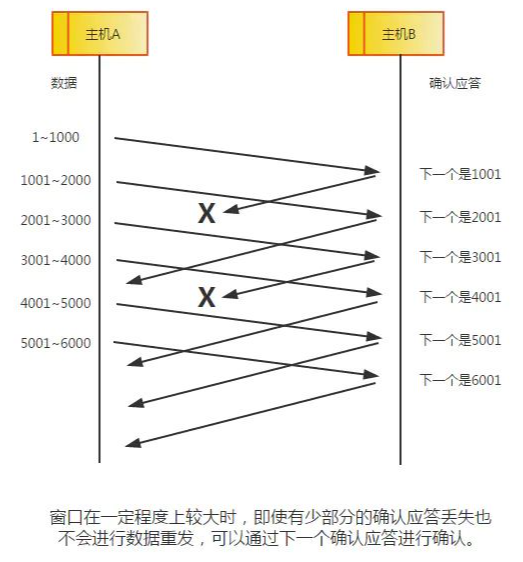 主机A
主机B
数据
确认应答
1~1000
下一个是1001
1001~2000
X
下一个是2001
2001~3000
下一个是3001
3001~4000
X
下一个是4001
4001~5000
下一个是5001
5001~6000
下一个是6001
窗口在一定程度上较大时，即使有少部分的确认应答丢失也
不会进行数据重发，可以通过下一个确认应答进行确认。